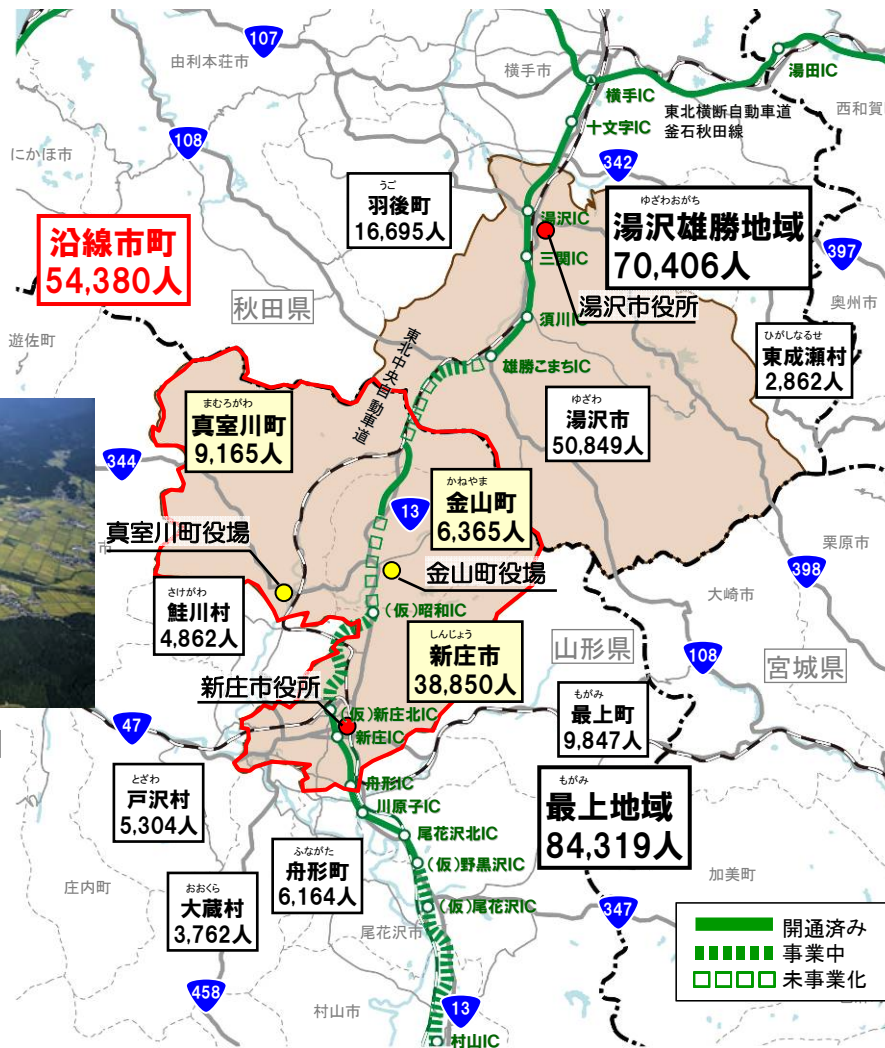 107
由利本荘市
横手市
湯田IC
横手IC
東北横断自動車道
釜石秋田線
西和賀
十文字IC
108
にかほ市
342
うご
羽後町
16,695人
湯沢IC
ゆざわおがち
湯沢雄勝地域
70,406人
沿線市町
54,380人
397
三関IC
秋田県
湯沢市役所
奥州市
須川IC
遊佐町
東北中央自動車道
ひがしなるせ
東成瀬村
2,862人
雄勝こまちIC
まむろがわ
真室川町
9,165人
ゆざわ
湯沢市
50,849人
344
かねやま
金山町
6,365人
13
真室川町役場
市
栗原市
金山町役場
398
さけがわ
鮭川村
4,862人
大崎市
(仮)昭和IC
しんじょう
新庄市
38,850人
山形県
108
宮城県
新庄市役所
もがみ
最上町
9,847人
(仮)新庄北IC
47
新庄IC
とざわ
戸沢村
5,304人
舟形IC
もがみ
最上地域
84,319人
川原子IC
尾花沢北IC
ふながた
舟形町
6,164人
(仮)野黒沢IC
庄内町
加美町
おおくら
大蔵村
3,762人
(仮)尾花沢IC
347
尾花沢市
開通済み
事業中
未事業化
458
村山市
13
村山IC